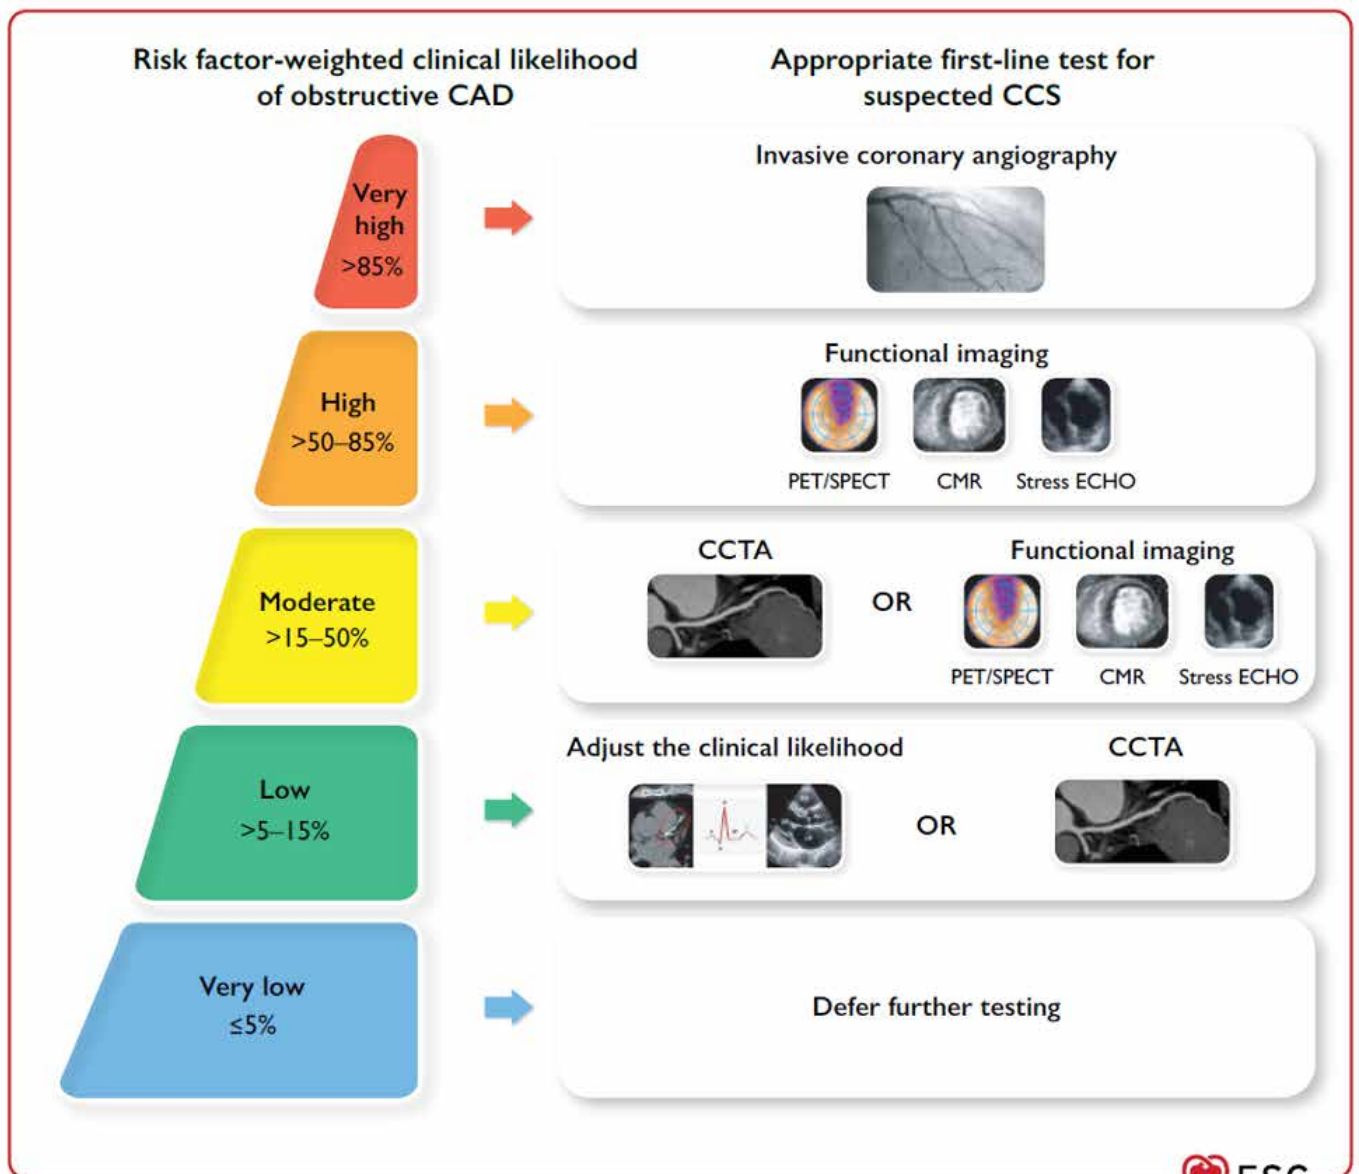 Risk factor-weighted clinical likelihood
of obstructive CAD
Appropriate first-line test for
suspected CCS
Very
high
>85%
Invasive coronary angiography
High
>50–85%
Functional imaging
PET/SPECT CMR Stress ECHO
Moderate
>15–50%
CCTA
OR
Functional imaging
PET/SPECT CMR Stress ECHO
Low
>5–15%
Adjust the clinical likelihood
OR
CCTA
Very low
≤5%
Defer further testing
ESC